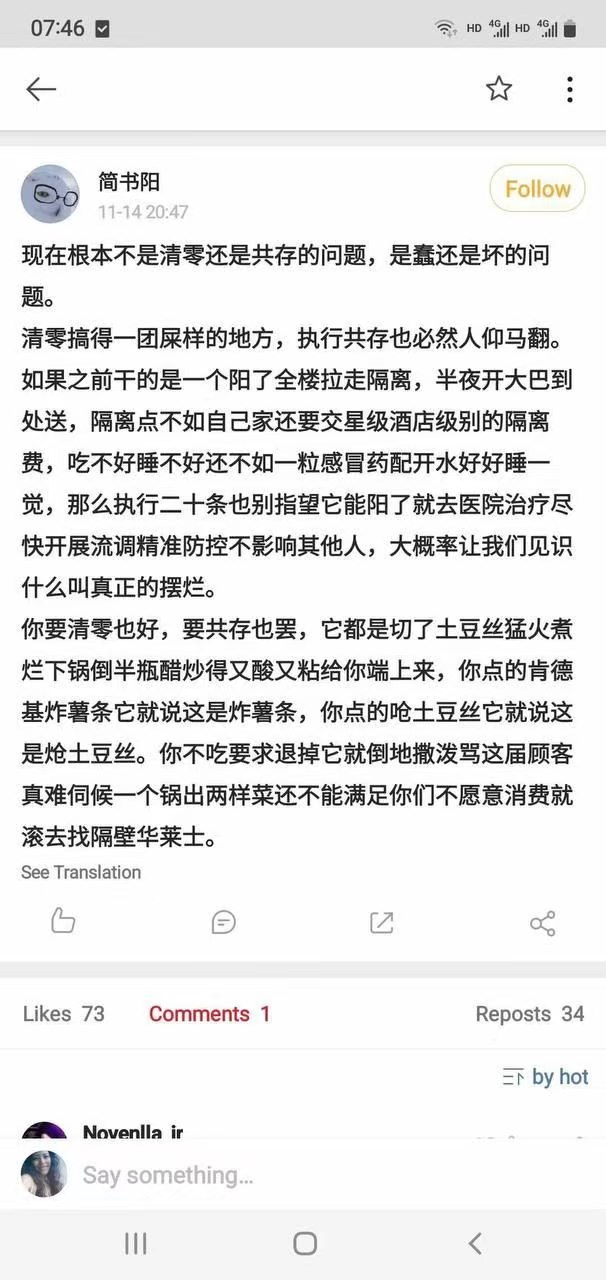 07:46
HD 4G HD 4G
简书阳
11-14 20:47
Follow
现在根本不是清零还是共存的问题，是蠢还是坏的问
题。
清零搞得一团屎样的地方，执行共存也必然人仰马翻。
如果之前干的是一个阳了全楼拉走隔离，半夜开大巴到
处送，隔离点不如自己家还要交星级酒店级别的隔离
费，吃不好睡不好还不如一粒感冒药配开水好好睡一
觉，那么执行二十条也别指望它能阳了就去医院治疗尽
快开展流调精准防控不影响其他人，大概率让我们见识
什么叫真正的摆烂。
你要清零也好，要共存也罢，它都是切了土豆丝猛火煮
烂下锅倒半瓶醋炒得又酸又粘给你端上来，你点的肯德
基炸薯条它就说这是炸薯条，你点的呛土豆丝它就说这
是炝土豆丝。你不吃要求退掉它就倒地撒泼骂这届顾客
真难伺候一个锅出两样菜还不能满足你们不愿意消费就
滚去找隔壁华莱士。
See Translation
Likes 73
Comments 1
Reposts 34
by hot
Novenlla_jr
Say something...